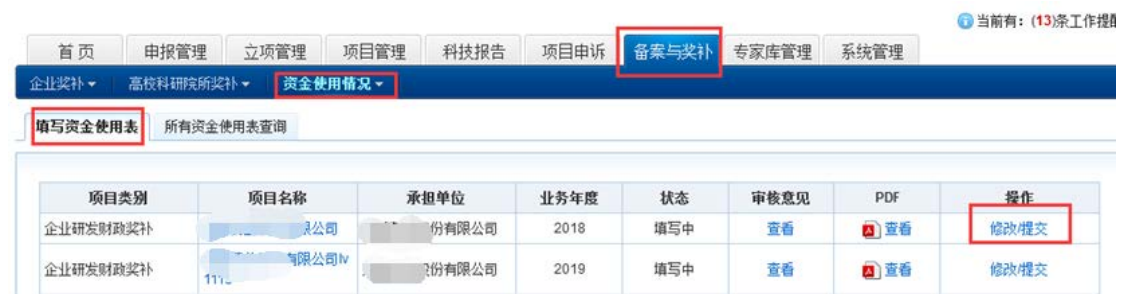 当前有：(13)条工作提醒
首页 申报管理 立项管理 项目管理 科技报告 项目申诉 备案与奖补 专家库管理 系统管理
企业奖补 高校科研院所奖补 资金使用情况
填写资金使用表 所有资金使用表查询
项目类别 项目名称 承担单位 业务年度 状态 审核意见 PDF 操作
企业研发财政奖补 限公司 份有限公司 2018 填写中 查看 查看 修改/提交
企业研发财政奖补 有限公司lv 份有限公司 2019 填写中 查看 查看 修改/提交